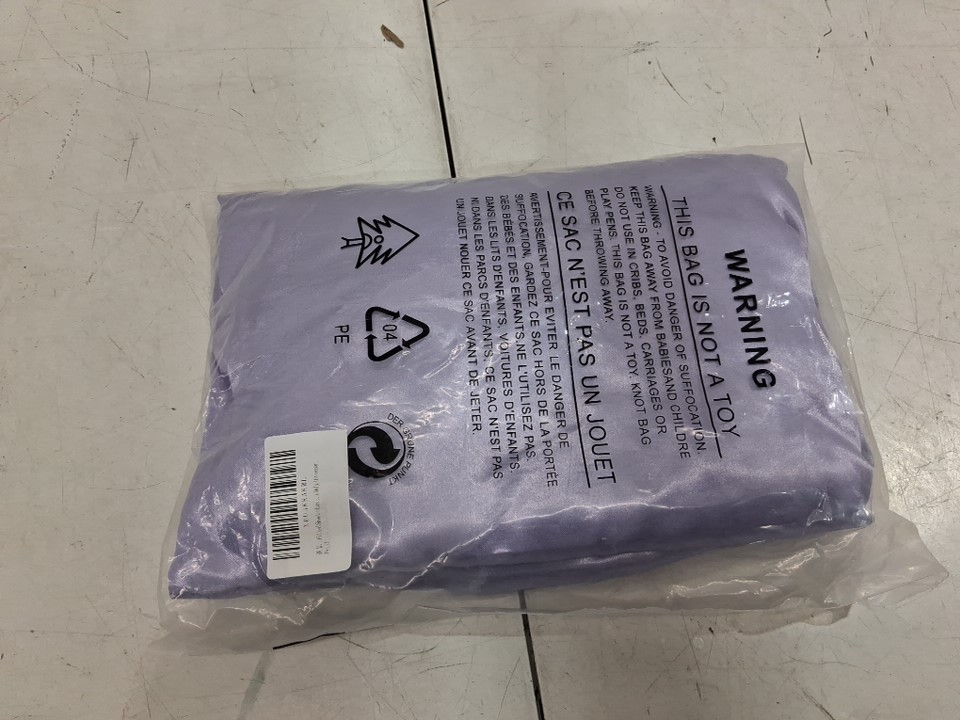 WARNING
THIS BAG IS NOT A TOY
WARNING - TO AVOID DANGER OF SUFFOCATION.
KEEP THIS BAG AWAY FROM BABIESAND CHILDRE
DO NOT USE IN CRIBS, BEDS, CARRIAGES OR
PLAY PENS. THIS BAG IS NOT A TOY. KNOT BAG
BEFORE THROWING AWAY.
CE SAC N'EST PAS UN JOUET
AVERTISSEMENT-POUR EVITER LE DANGER DE
SUFFOCATION, GARDEZ CE SAC HORS DE LA PORTÉE
DES BÉBÉS ET DES ENFANTS.NE L'UTILISEZ PAS.
DANS LES LITS D'ENFANTS, VOITURES D'ENFANTS.
NI DANS LES PARCS D'ENFANTS. CE SAC N'EST PAS
UN JOUET NOUER CE SAC AVANT DE JETER.
04
PE
DER GRÜNE PUNKT